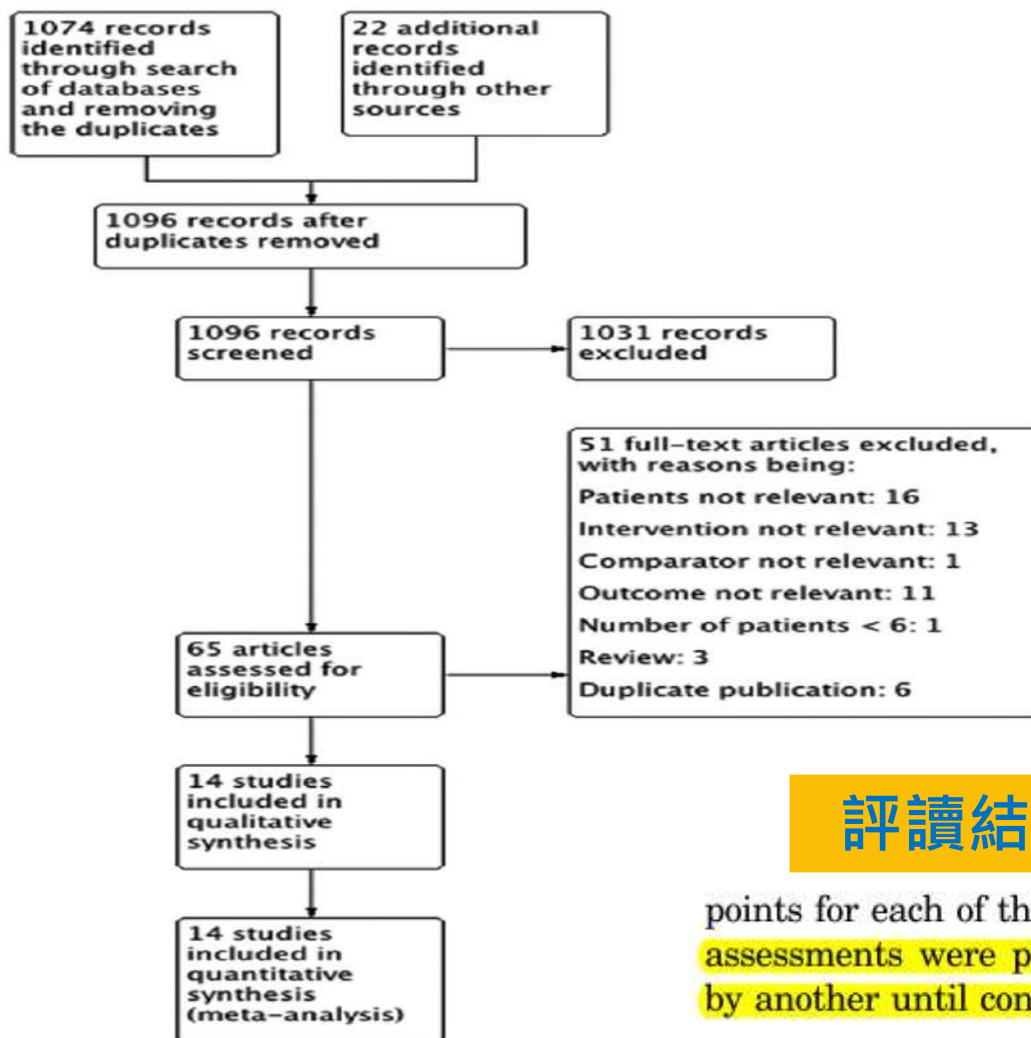 1074 records
identified
through search
of databases
and removing
the duplicates
22 additional
records
identified
through other
sources
1096 records after
duplicates removed
1096 records
screened
1031 records
excluded
51 full-text articles excluded,
with reasons being:
Patients not relevant: 16
Intervention not relevant: 13
Comparator not relevant: 1
Outcome not relevant: 11
Number of patients < 6: 1
Review: 3
Duplicate publication: 6
65 articles
assessed for
eligibility
14 studies
included in
qualitative
synthesis
14 studies
included in
quantitative
synthesis
(meta-analysis)
評讀結
points for each of th
assessments were p
by another until con